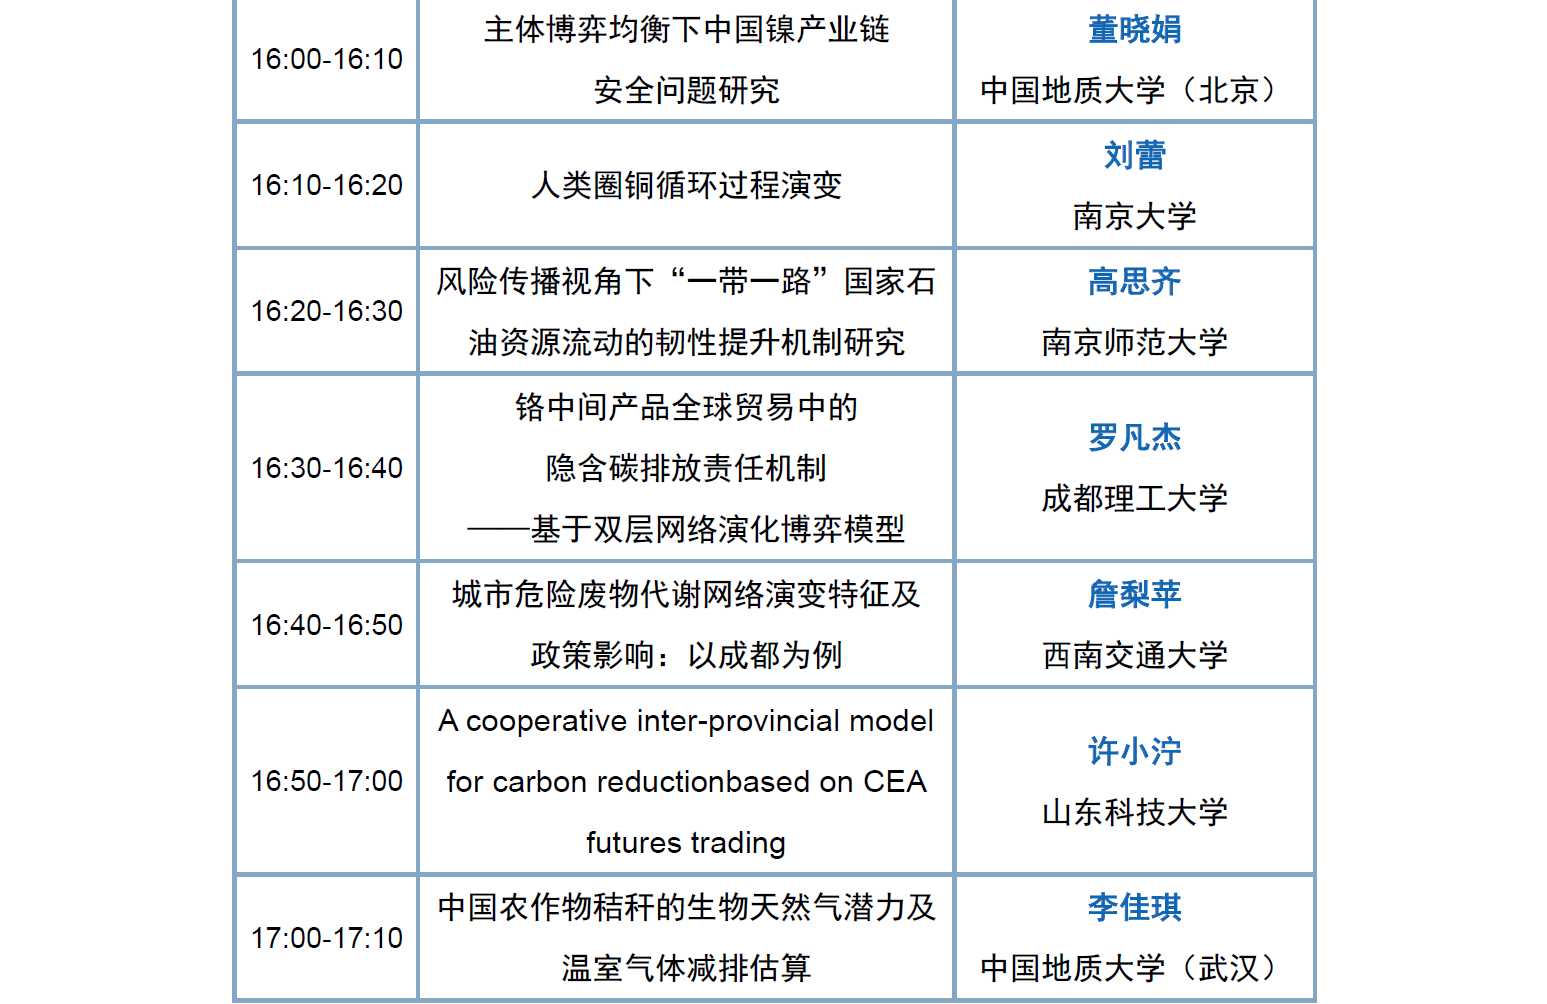 16:00-16:10
主体博弈均衡下中国镍产业链
安全问题研究
董晓娟
中国地质大学（北京）
16:10-16:20
人类圈铜循环过程演变
刘蕾
南京大学
16:20-16:30
风险传播视角下“一带一路”国家石
油资源流动的韧性提升机制研究
高思齐
南京师范大学
16:30-16:40
铬中间产品全球贸易中的
隐含碳排放责任机制
——基于双层网络演化博弈模型
罗凡杰
成都理工大学
16:40-16:50
城市危险废物代谢网络演变特征及
政策影响：以成都为例
詹梨苹
西南交通大学
16:50-17:00
A cooperative inter-provincial model
for carbon reductionbased on CEA
futures trading
许小泞
山东科技大学
17:00-17:10
中国农作物秸秆的生物天然气潜力及
温室气体减排估算
李佳琪
中国地质大学（武汉）